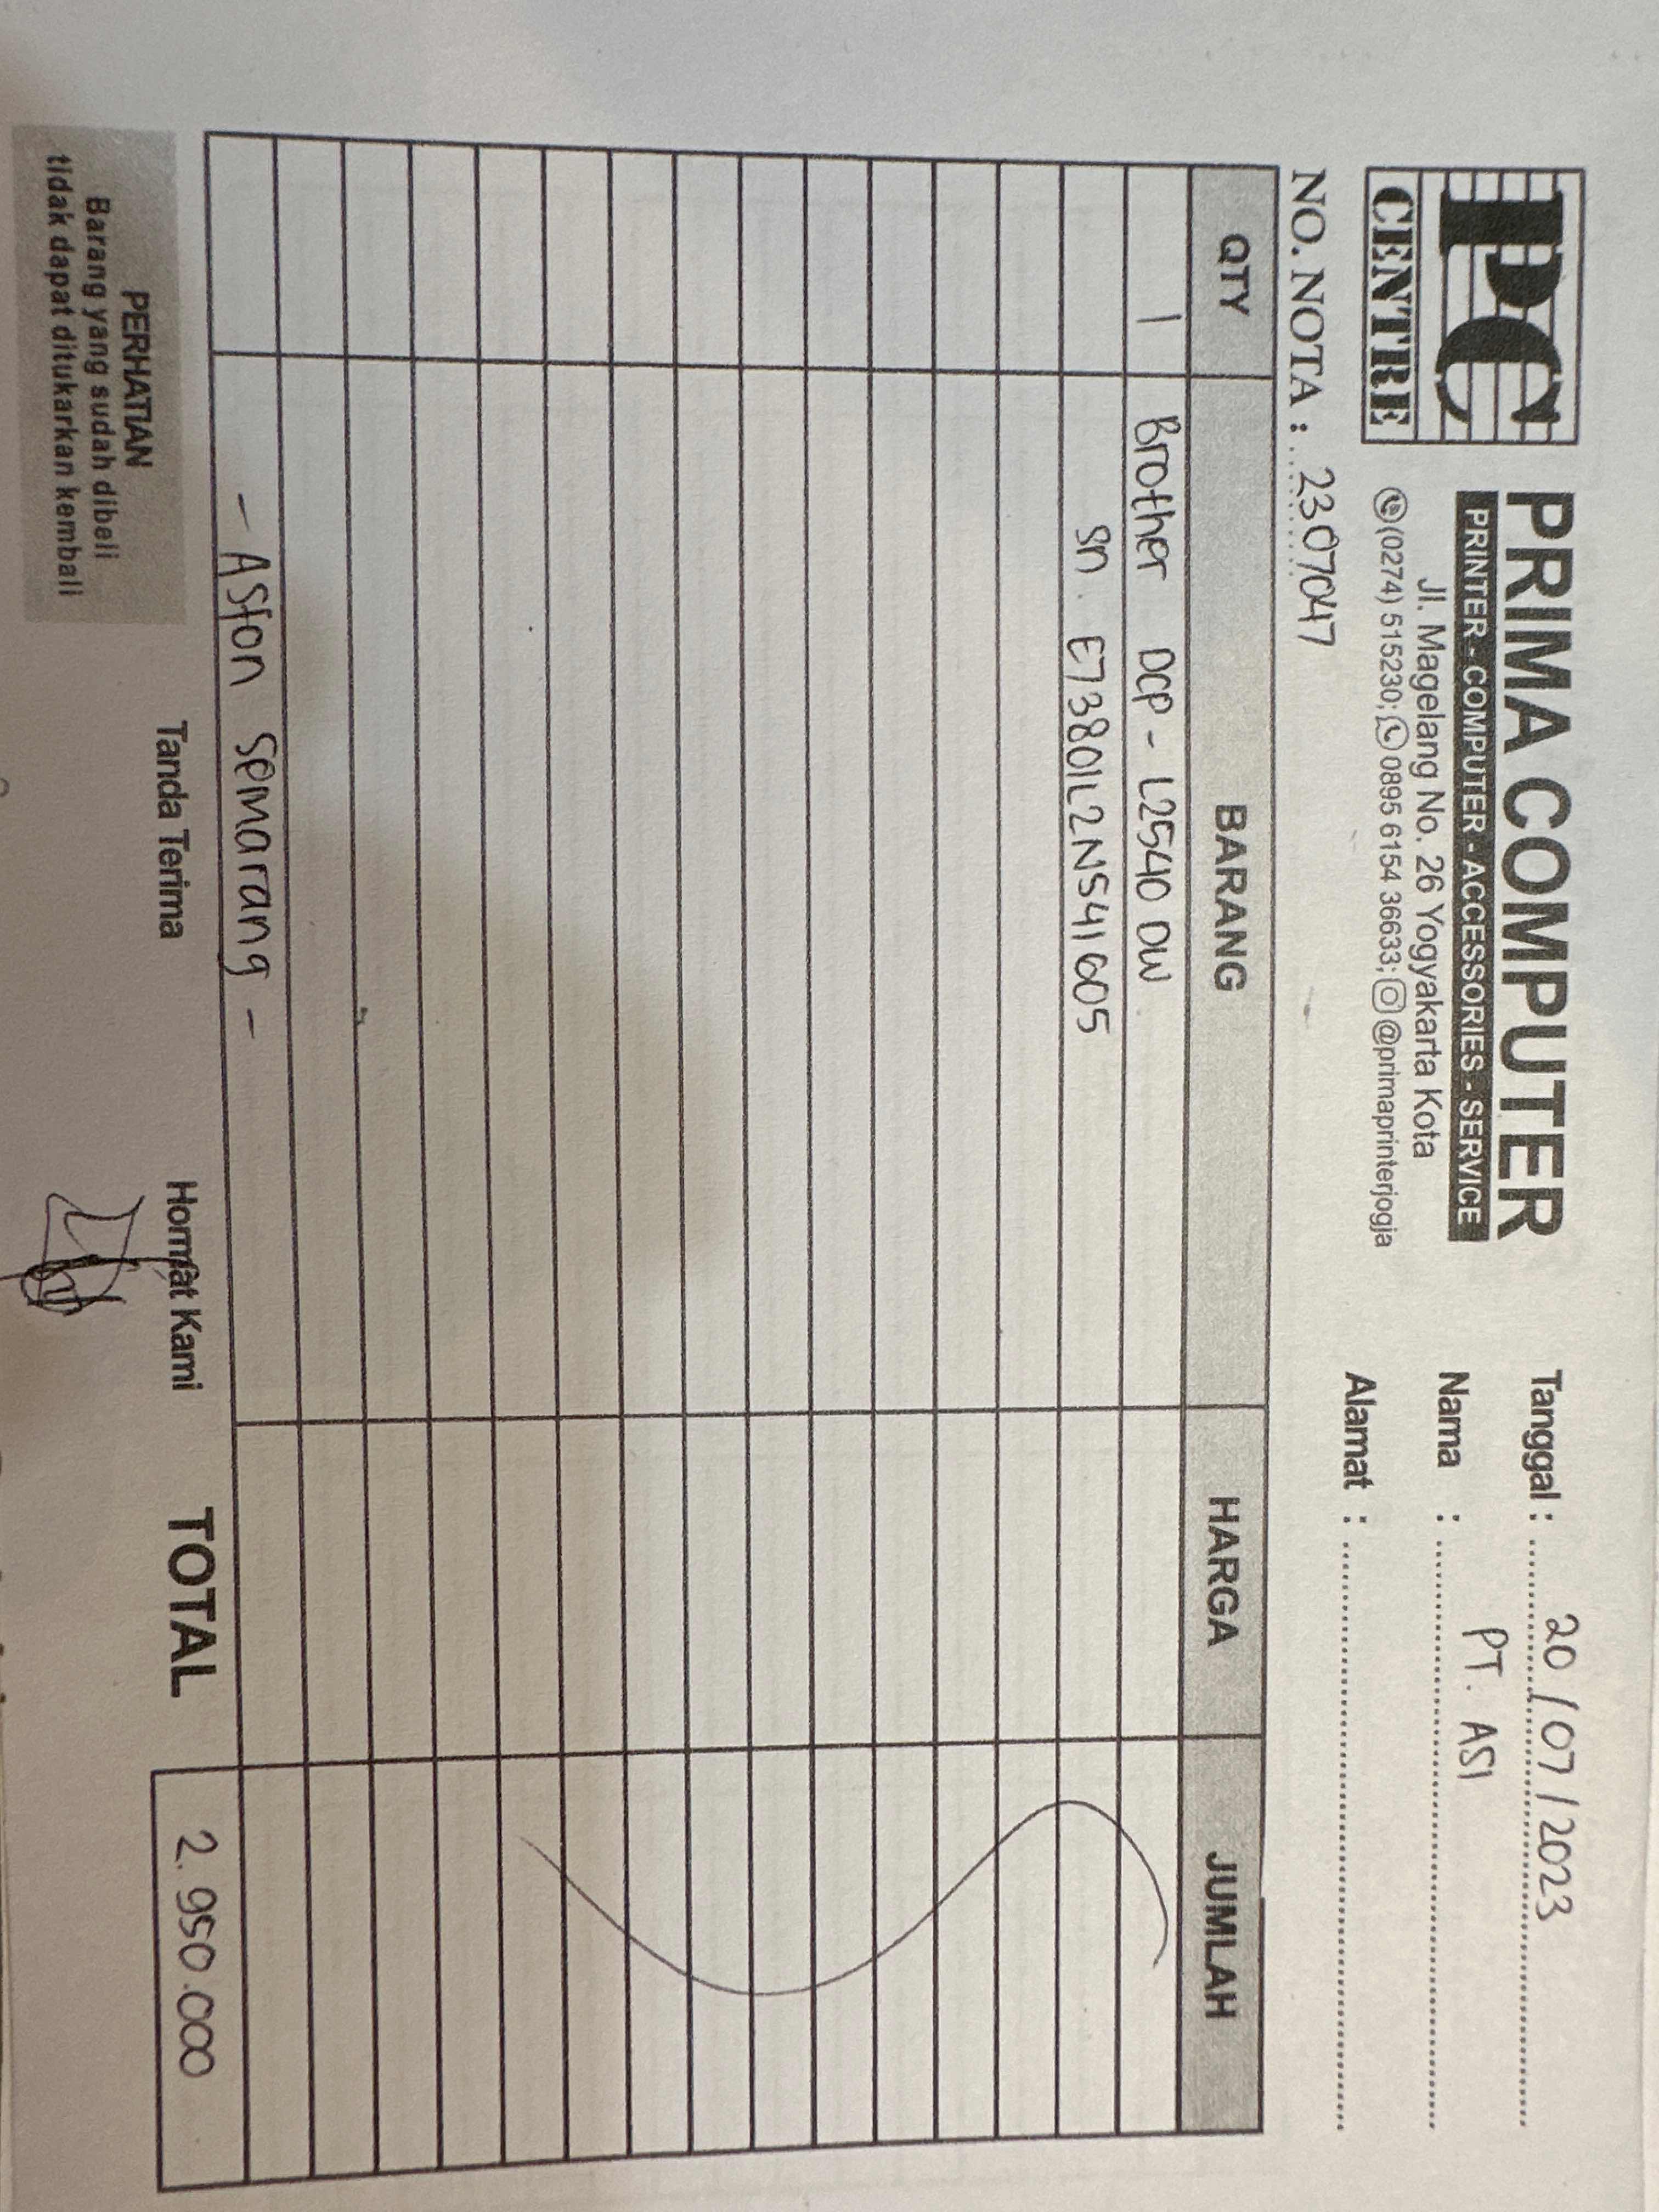 PC
CENTRE
PRIMA COMPUTER
PRINTER - COMPUTER - ACCESSORIES - SERVICE
Jl. Magelang No. 26 Yogyakarta Kota
(0274) 515230; 0895 6154 36633; @primaprinterjogja
Tanggal : 20/07/2023
Nama : PT. ASI
Alamat :
NO. NOTA : 2307047
QTY BARANG HARGA JUMLAH
1 Brother DCP - L2540 DW
SN. E73801L2N541605
- Aston Semarang -
PERHATIAN
Barang yang sudah dibeli
tidak dapat ditukarkan kembali
Tanda Terima
Hormat Kami
TOTAL 2.950.000